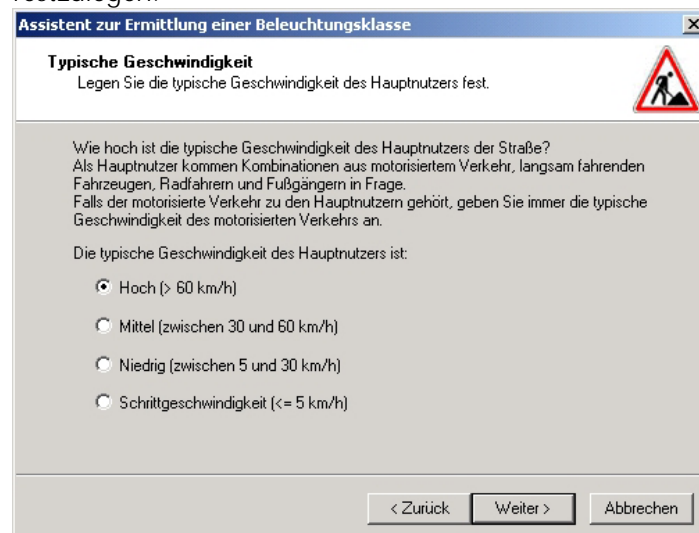 Assistent zur Ermittlung einer Beleuchtungsklasse
Typische Geschwindigkeit
Legen Sie die typische Geschwindigkeit des Hauptnutzers fest.
Wie hoch ist die typische Geschwindigkeit des Hauptnutzers der Straße?
Als Hauptnutzer kommen Kombinationen aus motorisiertem Verkehr, langsam fahrenden
Fahrzeugen, Radfahrern und Fußgängern in Frage.
Falls der motorisierte Verkehr zu den Hauptnutzern gehört, geben Sie immer die typische
Geschwindigkeit des motorisierten Verkehrs an.
Die typische Geschwindigkeit des Hauptnutzers ist:
Hoch (> 60 km/h)
Mittel (zwischen 30 und 60 km/h)
Niedrig (zwischen 5 und 30 km/h)
Schrittgeschwindigkeit (<= 5 km/h)
< Zurück Weiter > Abbrechen